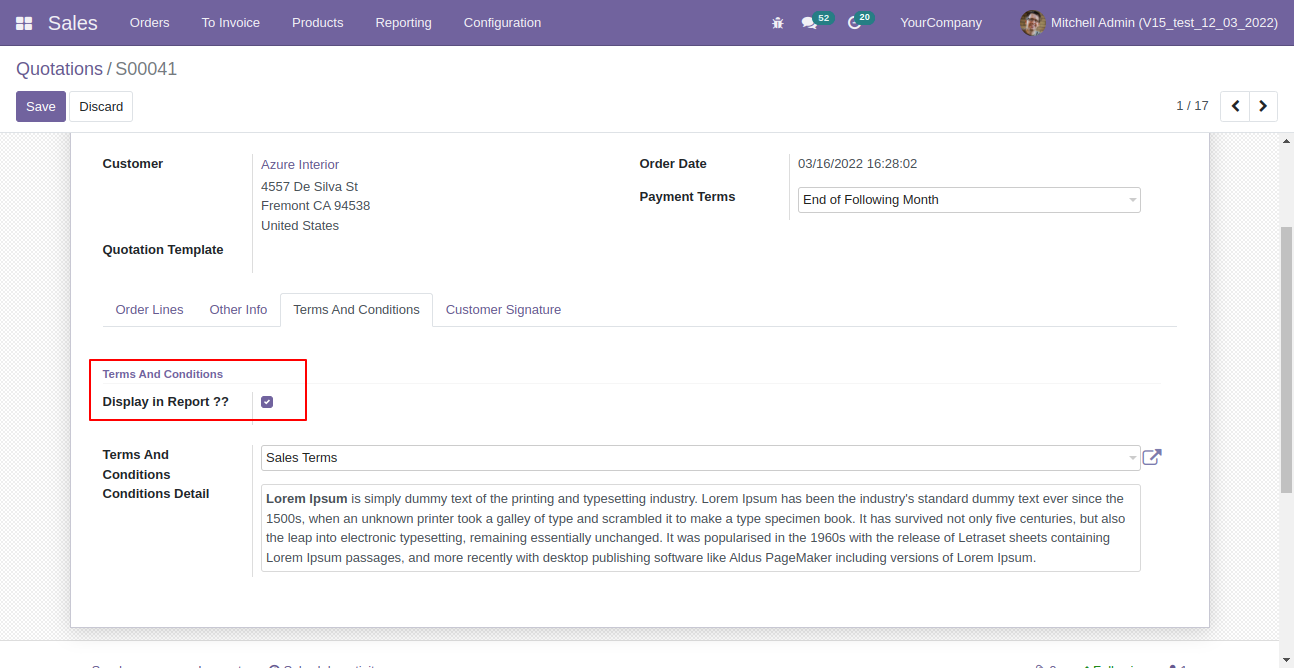 Sales Orders To Invoice Products Reporting Configuration 52 20 YourCompany Mitchell Admin (V15_test_12_03_2022)
Quotations / S00041
Save Discard 1 / 17
Customer Azure Interior Order Date 03/16/2022 16:28:02
4557 De Silva St Payment Terms End of Following Month
Fremont CA 94538
United States
Quotation Template
Order Lines Other Info Terms And Conditions Customer Signature
Terms And Conditions
Display in Report ??
Terms And Sales Terms
Conditions
Conditions Detail
Lorem Ipsum is simply dummy text of the printing and typesetting industry. Lorem Ipsum has been the industry's standard dummy text ever since the
1500s, when an unknown printer took a galley of type and scrambled it to make a type specimen book. It has survived not only five centuries, but also
the leap into electronic typesetting, remaining essentially unchanged. It was popularised in the 1960s with the release of Letraset sheets containing
Lorem Ipsum passages, and more recently with desktop publishing software like Aldus PageMaker including versions of Lorem Ipsum.